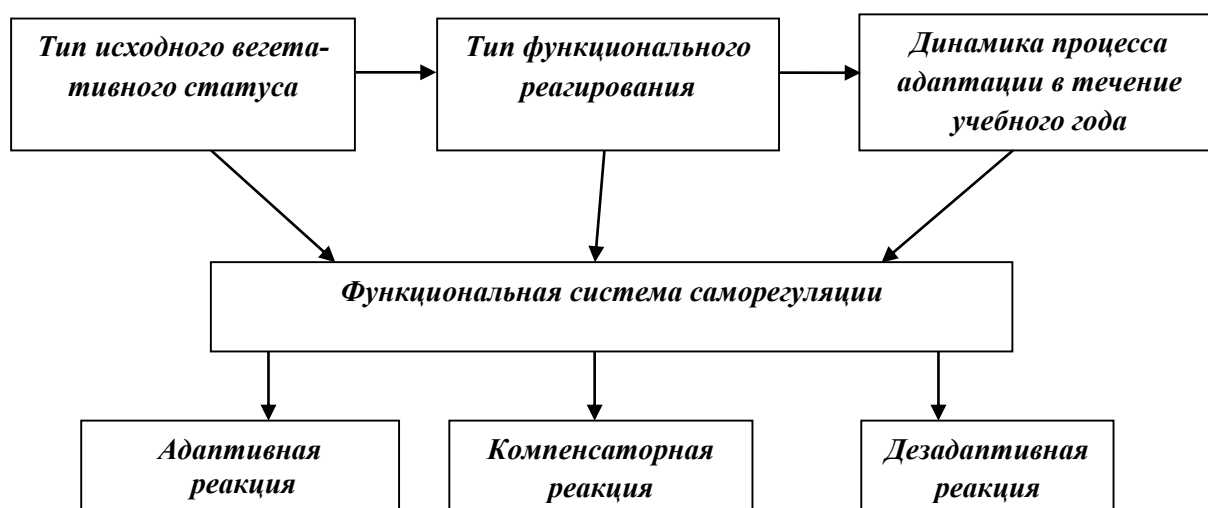 Тип исходного вегета-
тивного статуса
Тип функционального
реагирования
Динамика процесса
адаптации в течение
учебного года
Функциональная система саморегуляции
Адаптивная
реакция
Компенсаторная
реакция
Дезадаптивная
реакция